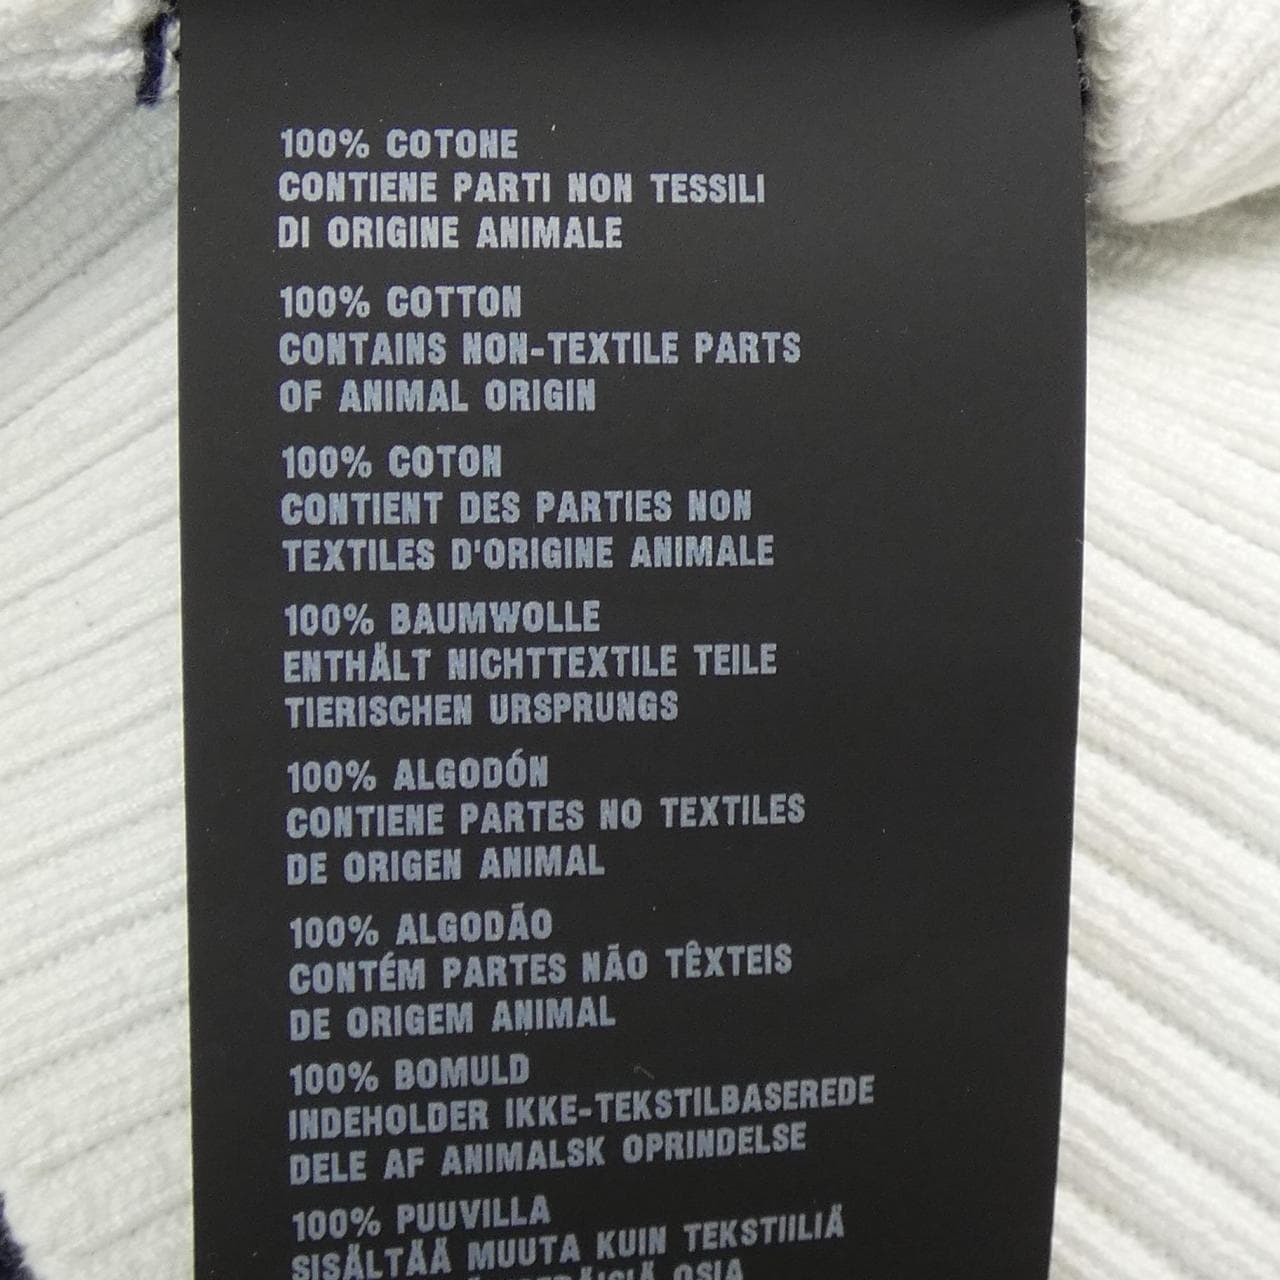 100% COTONE
CONTIENE PARTI NON TESSILI
DI ORIGINE ANIMALE
100% COTTON
CONTAINS NON-TEXTILE PARTS
OF ANIMAL ORIGIN
100% COTON
CONTIENT DES PARTIES NON
TEXTILES D'ORIGINE ANIMALE
100% BAUMWOLLE
ENTHÄLT NICHTTEXTILE TEILE
TIERISCHEN URSPRUNGS
100% ALGODÓN
CONTIENE PARTES NO TEXTILES
DE ORIGEN ANIMAL
100% ALGODÃO
CONTÉM PARTES NÃO TÊXTEIS
DE ORIGEM ANIMAL
100% BOMULD
INDEHOLDER IKKE-TEKSTILBASEREDE
DELE AF ANIMALSK OPRINDELSE
100% PUUVILLA
SISÄLTÄÄ MUUTA KUIN TEKSTIILIÄ
OSIA